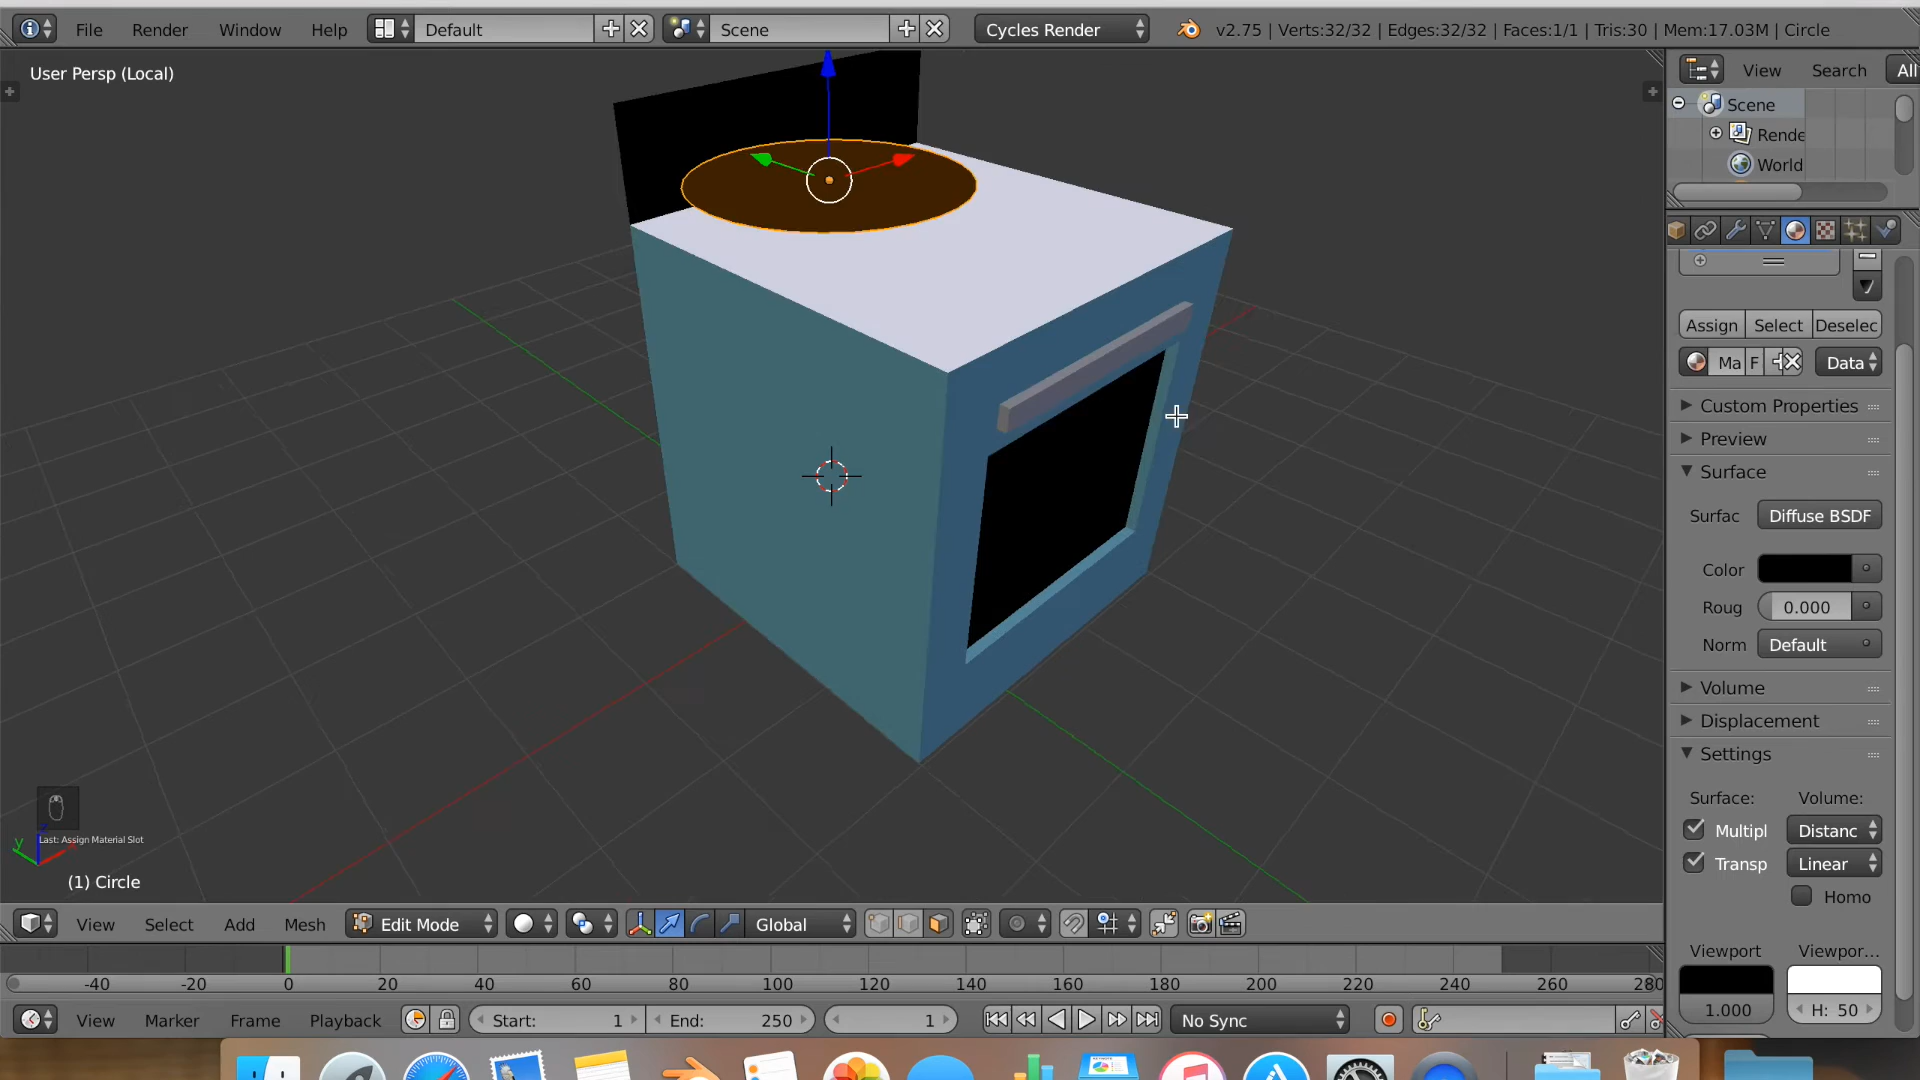 File Render Window Help Default Scene Cycles Render v2.75 | Verts:32/32 | Edges:32/32 | Faces:1/1 | Tris:30 | Mem:17.03M | Circle
User Persp (Local)
View Search All
Scene
Rende
World
Assign Select Deselec
Ma F Data
Custom Properties
Preview
Surface
Surfac Diffuse BSDF
Color
Roug 0.000
Norm Default
Volume
Displacement
Settings
Surface: Volume:
Multipl Distanc
Transp Linear
Homo
Viewport Viewpor...
1.000 H: 50
y
Last: Assign Material Slot
(1) Circle
View Select Add Mesh Edit Mode Global
-40 -20 0 20 40 60 80 100 120 140 160 180 200 220 240 260 280
View Marker Frame Playback Start: 1 End: 250 1 No Sync